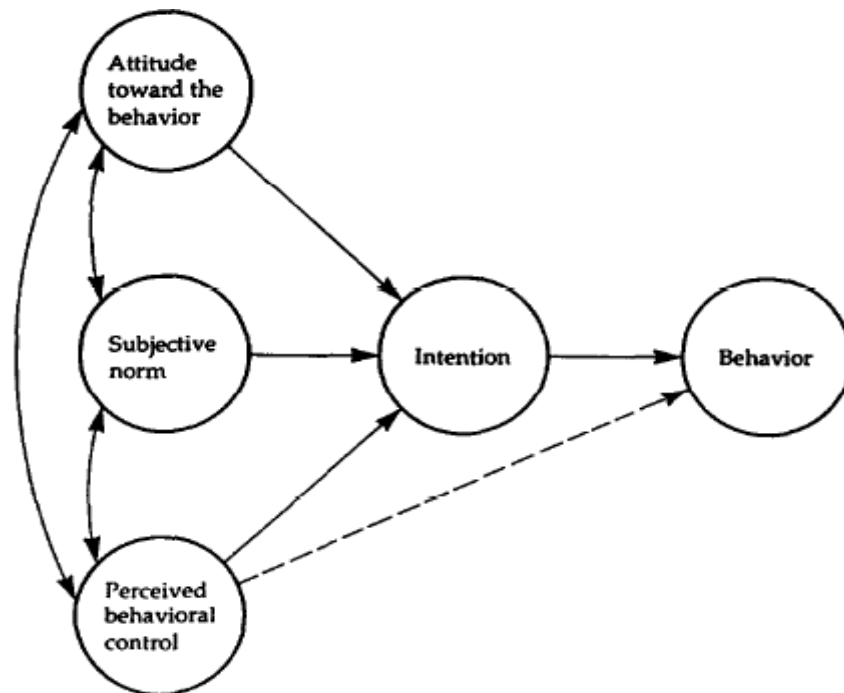 Attitude
toward the
behavior
Subjective
norm
Intention
Behavior
Perceived
behavioral
control